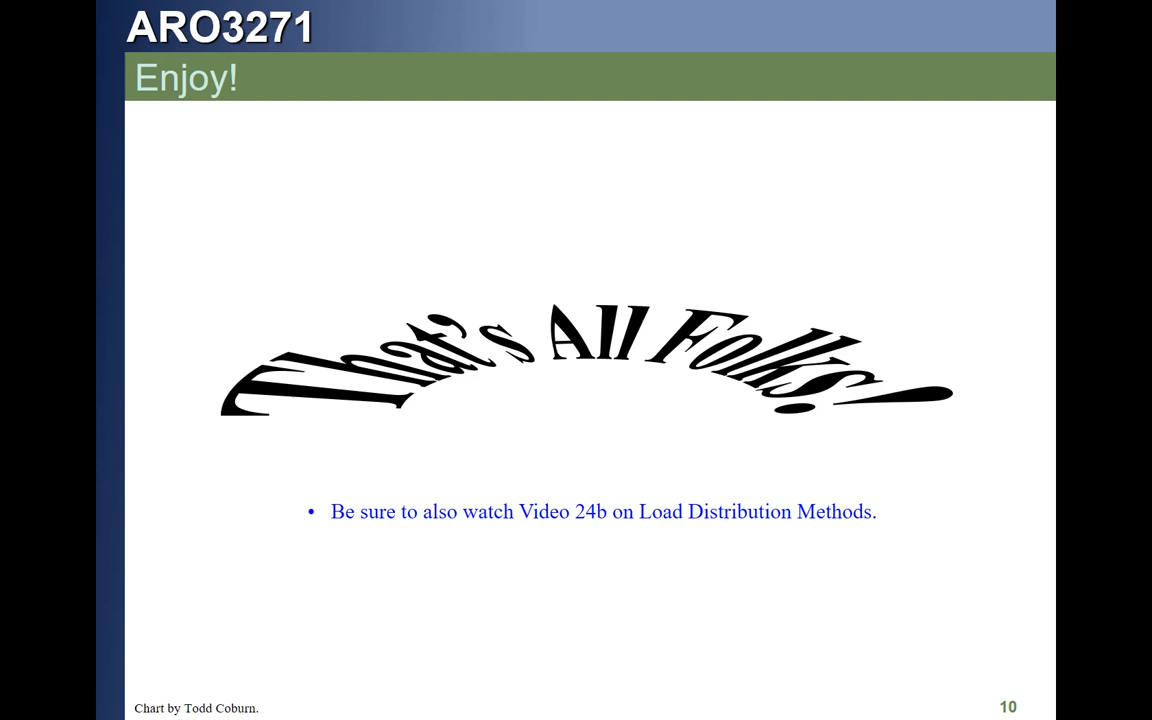 ARO3271
Enjoy!
That's All Folks!
• Be sure to also watch Video 24b on Load Distribution Methods.
Chart by Todd Coburn.
10